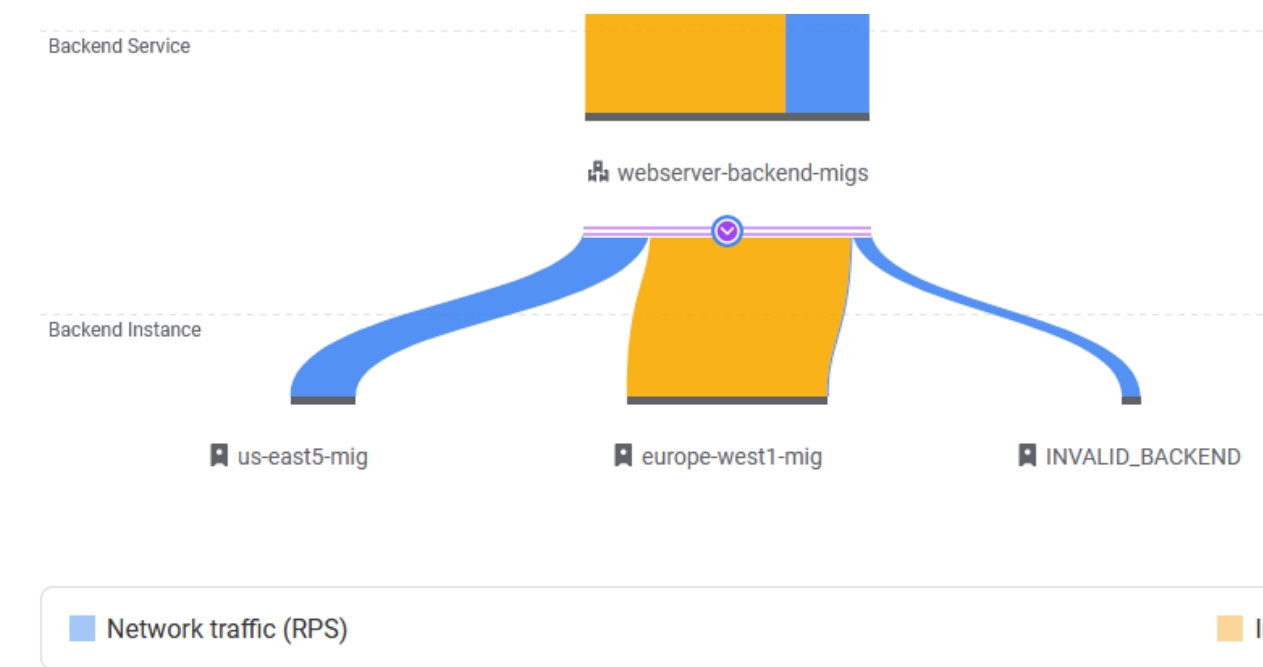 Backend Service
webserver-backend-migs
Backend Instance
us-east5-mig
europe-west1-mig
INVALID_BACKEND
Network traffic (RPS)